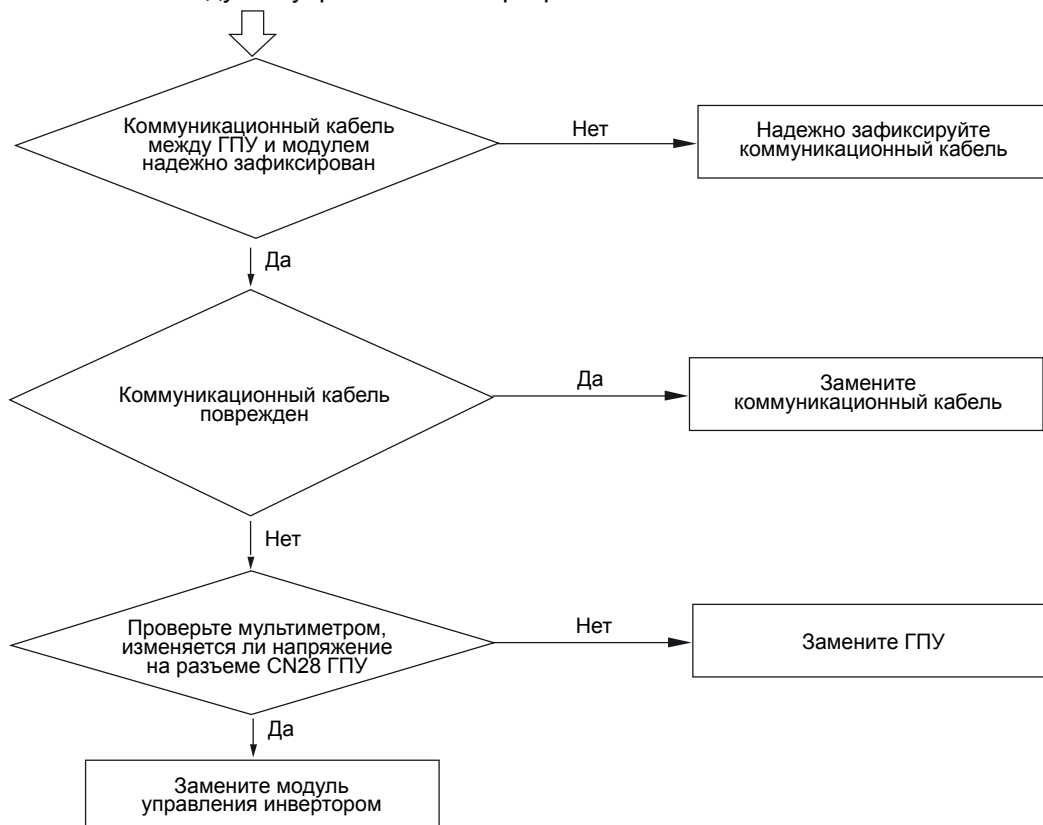 Коммуникационный кабель
между ГПУ и модулем
надежно зафиксирован
Нет
Надежно зафиксируйте
коммуникационный кабель
Да
Коммуникационный кабель
поврежден
Да
Замените
коммуникационный кабель
Нет
Проверьте мультиметром,
изменяется ли напряжение
на разъеме CN28 ГПУ
Нет
Замените ГПУ
Да
Замените модуль
управления инвертором